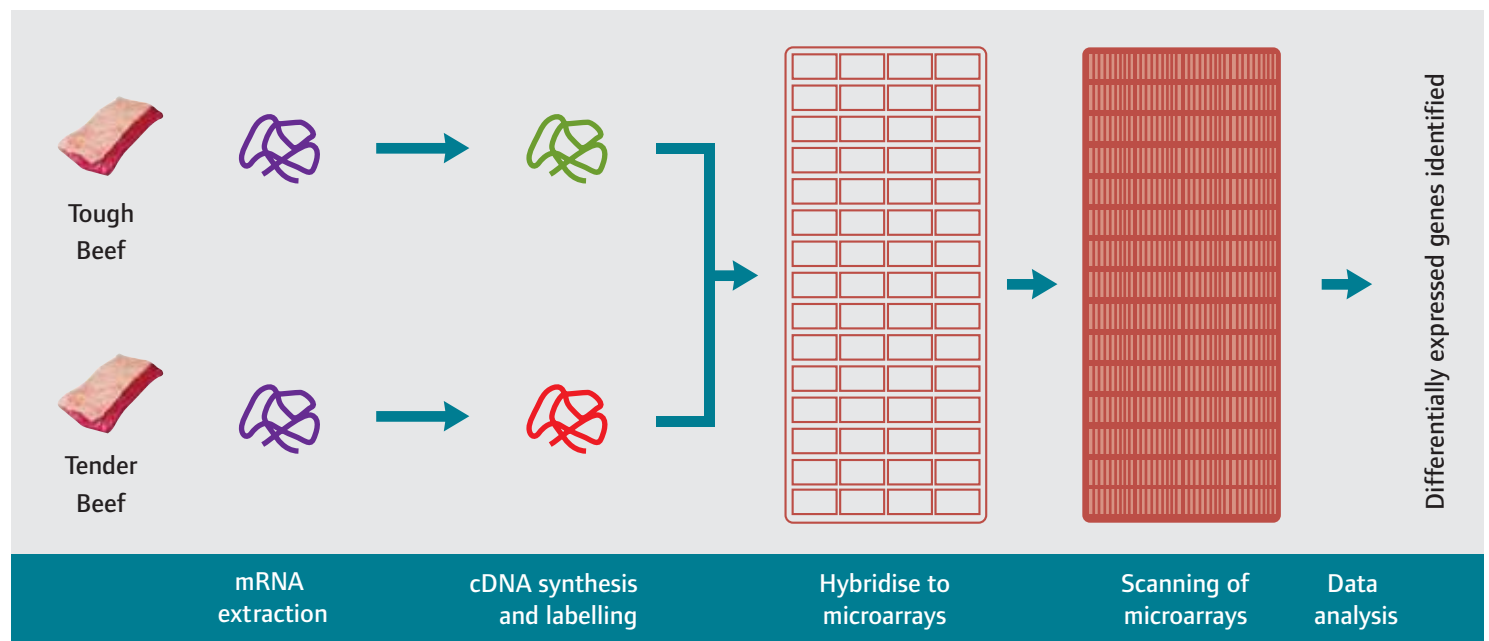 Tough
Beef
Tender
Beef
Differentially expressed genes identified
mRNA
extraction
cDNA synthesis
and labelling
Hybridise to
microarrays
Scanning of
microarrays
Data
analysis